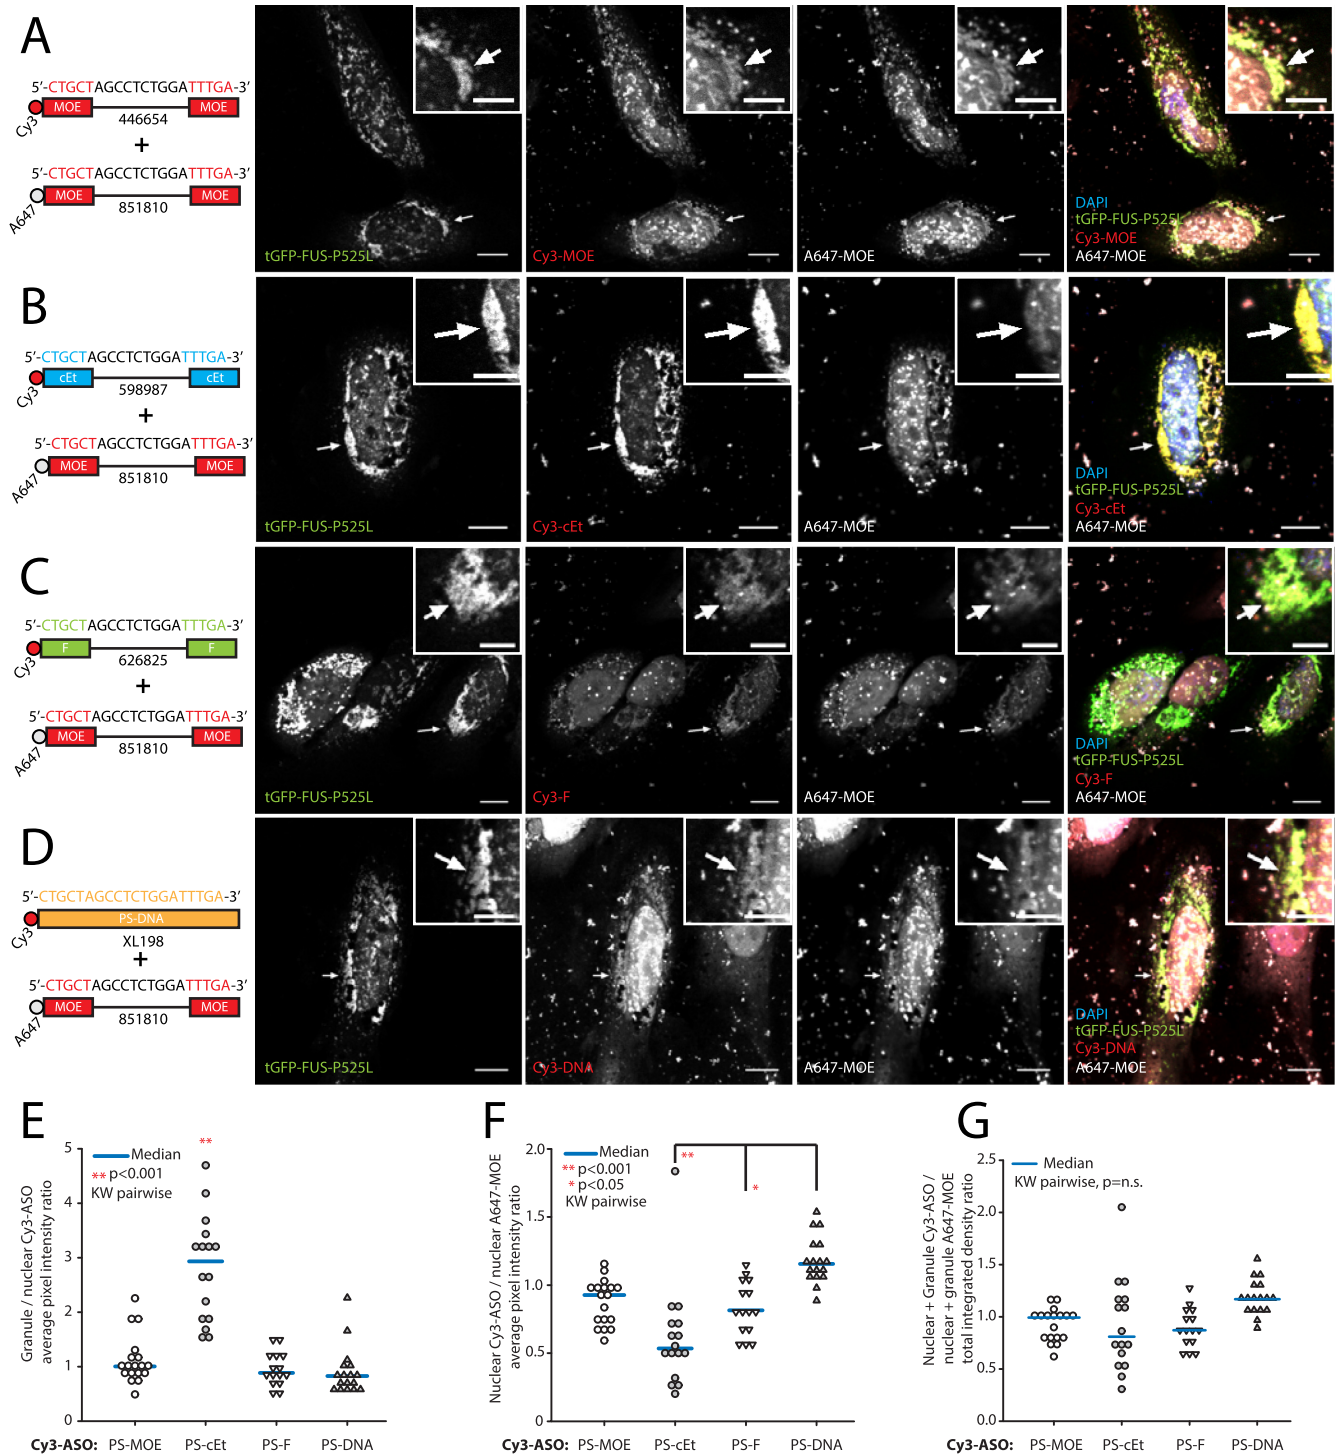 A
5′-CTGCTAGCCTCTGGATTTGA-3′
Cy3
MOE
MOE
446654
+
5′-CTGCTAGCCTCTGGATTTGA-3′
A647
MOE
MOE
851810
tGFP-FUS-P525L
Cy3-MOE
A647-MOE
DAPI
tGFP-FUS-P525L
Cy3-MOE
A647-MOE
B
5′-CTGCTAGCCTCTGGATTTGA-3′
Cy3
cEt
cEt
598987
+
5′-CTGCTAGCCTCTGGATTTGA-3′
A647
MOE
MOE
851810
tGFP-FUS-P525L
Cy3-cEt
A647-MOE
DAPI
tGFP-FUS-P525L
Cy3-cEt
A647-MOE
C
5′-CTGCTAGCCTCTGGATTTGA-3′
Cy3
F
F
626825
+
5′-CTGCTAGCCTCTGGATTTGA-3′
A647
MOE
MOE
851810
tGFP-FUS-P525L
Cy3-F
A647-MOE
DAPI
tGFP-FUS-P525L
Cy3-F
A647-MOE
D
5′-CTGCTAGCCTCTGGATTTGA-3′
Cy3
PS-DNA
XL198
+
5′-CTGCTAGCCTCTGGATTTGA-3′
A647
MOE
MOE
851810
tGFP-FUS-P525L
Cy3-DNA
A647-MOE
DAPI
tGFP-FUS-P525L
Cy3-DNA
A647-MOE
E
Granule / nuclear Cy3-ASO
average pixel intensity ratio
5
4
3
2
1
0
Median
** p<0.001
KW pairwise
**
Cy3-ASO: PS-MOE PS-cEt PS-F PS-DNA
F
Nuclear Cy3-ASO / nuclear A647-MOE
average pixel intensity ratio
2.0
1.5
1.0
0.5
0.0
Median
** p<0.001
* p<0.05
KW pairwise
**
*
Cy3-ASO: PS-MOE PS-cEt PS-F PS-DNA
G
Nuclear + Granule Cy3-ASO /
nuclear + granule A647-MOE
total integrated density ratio
2.5
2.0
1.5
1.0
0.5
0.0
Median
KW pairwise, p=n.s.
Cy3-ASO: PS-MOE PS-cEt PS-F PS-DNA